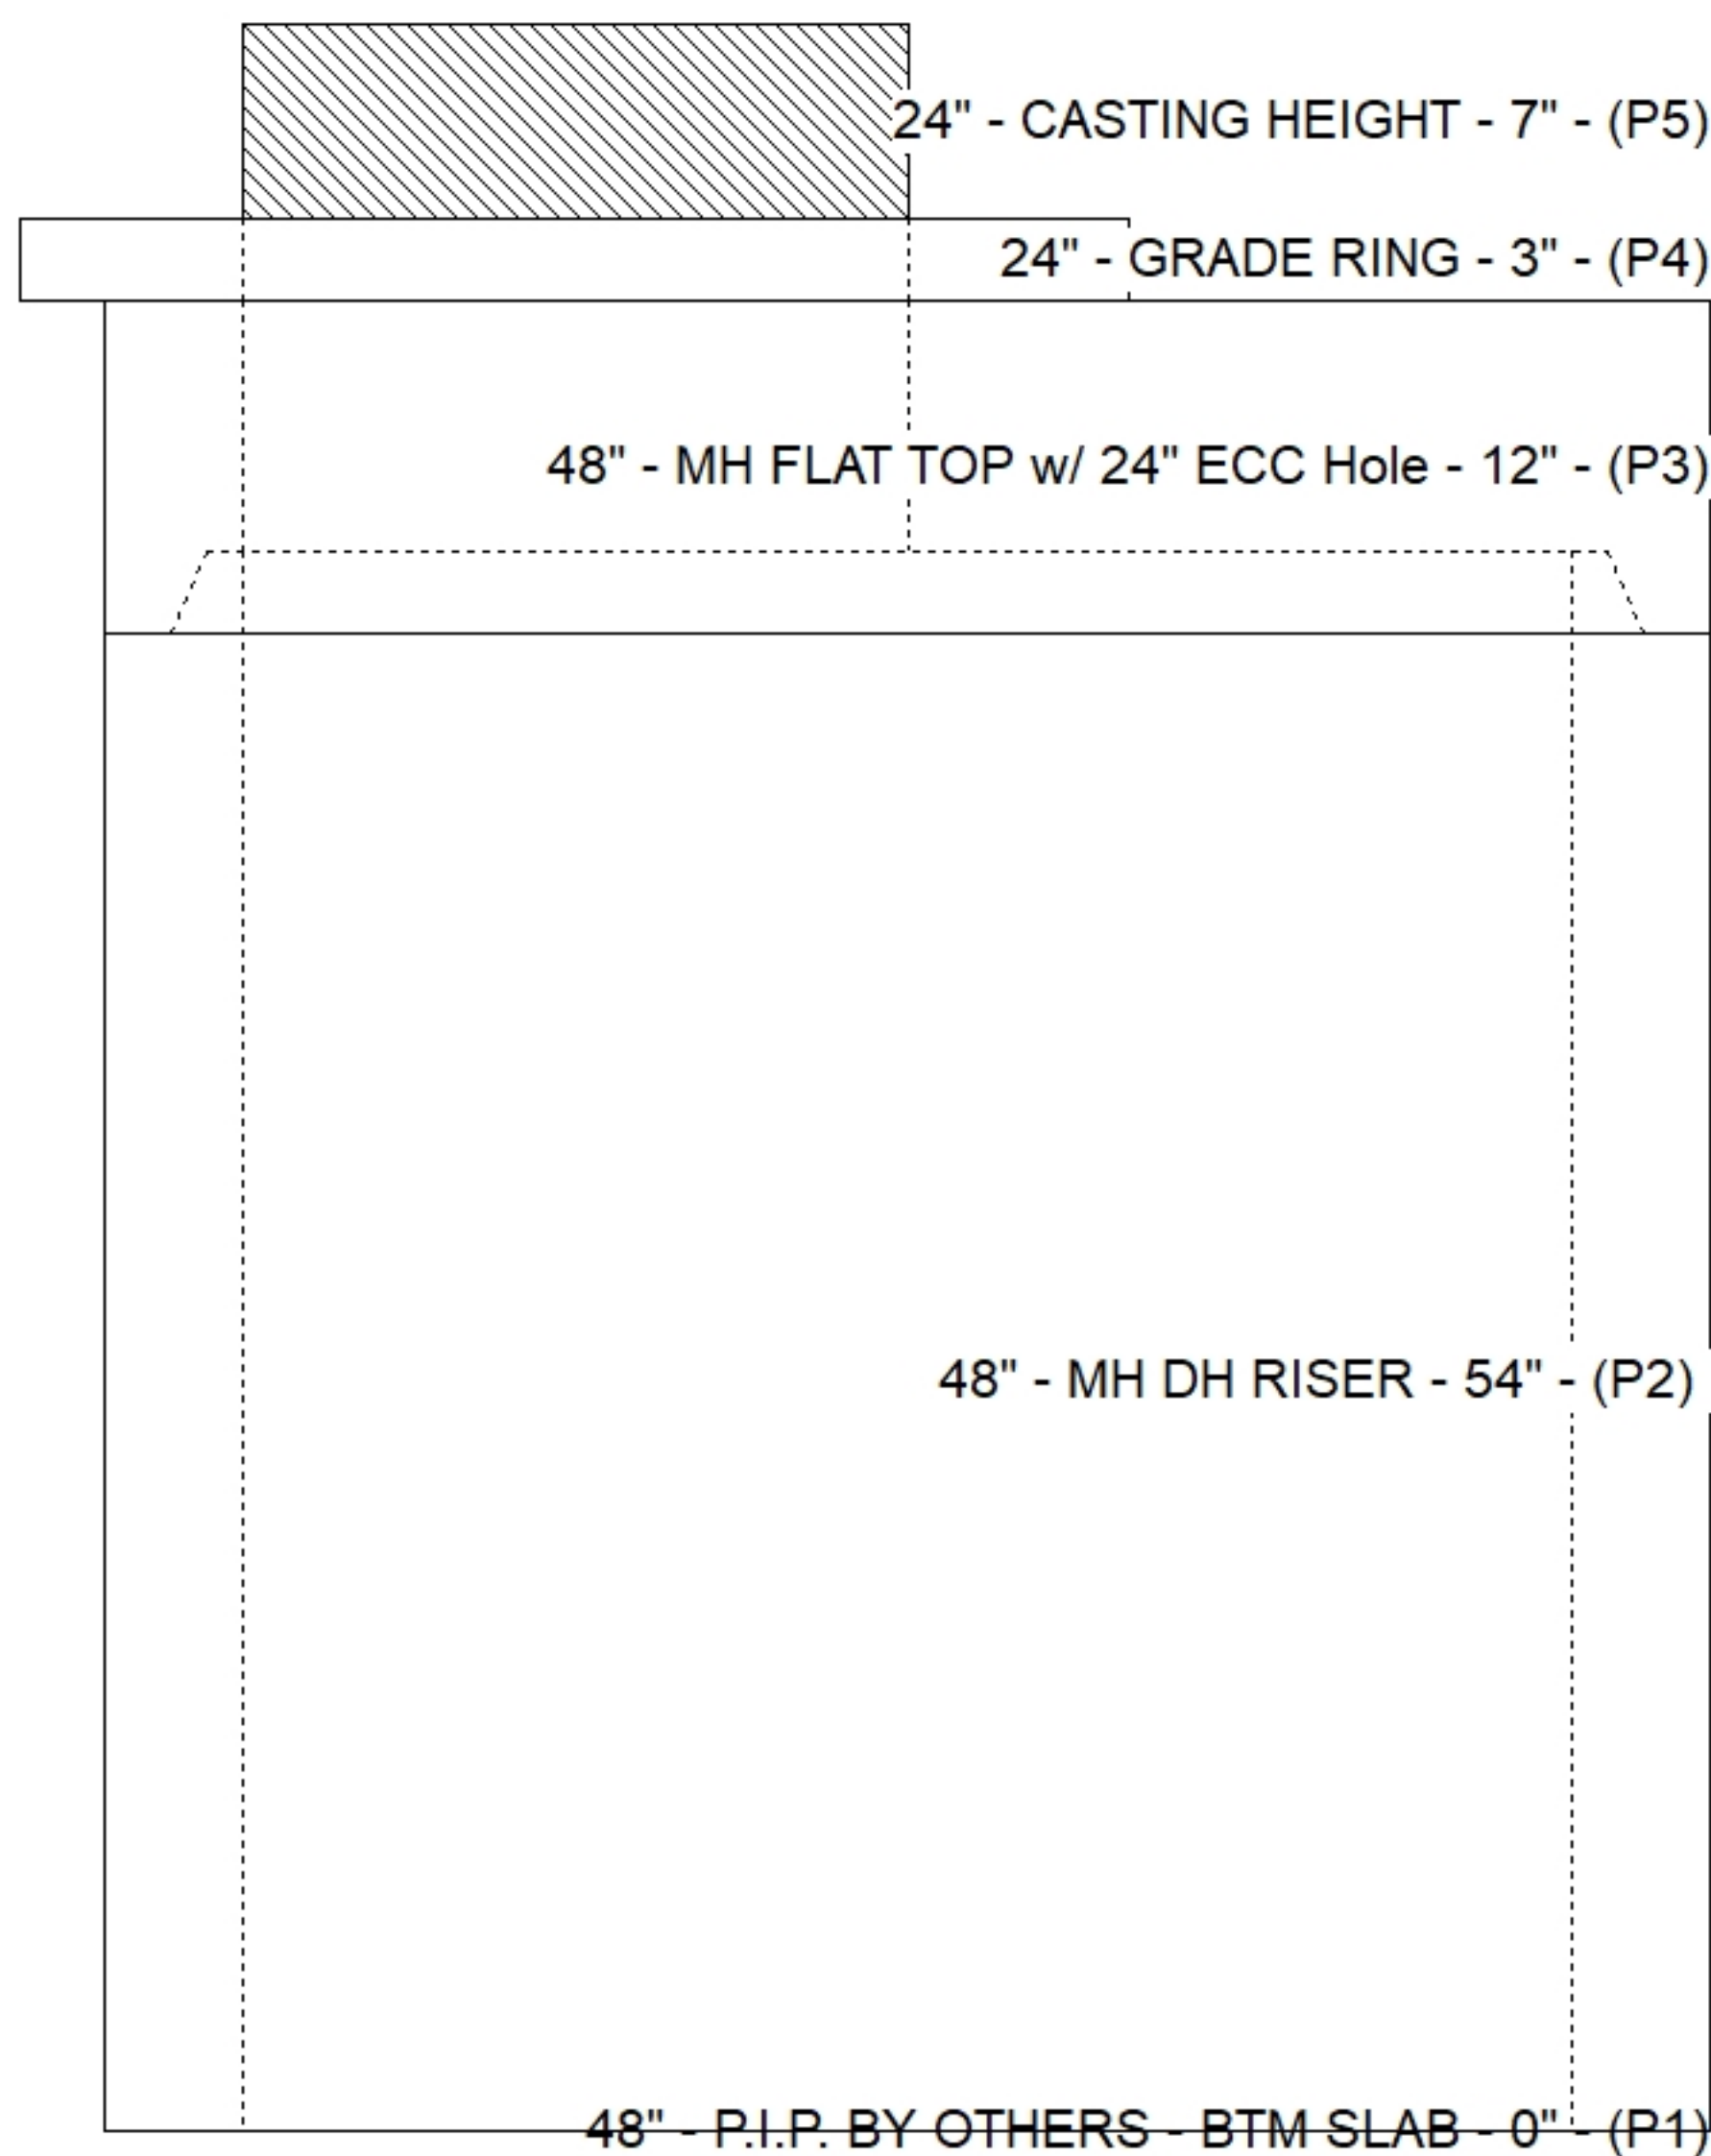 24" - CASTING HEIGHT - 7" - (P5)
24" - GRADE RING - 3" - (P4)
48" - MH FLAT TOP w/ 24" ECC Hole - 12" - (P3)
48" - MH DH RISER - 54" - (P2)
48" - P.I.P. BY OTHERS - BTM SLAB - 0" - (P1)